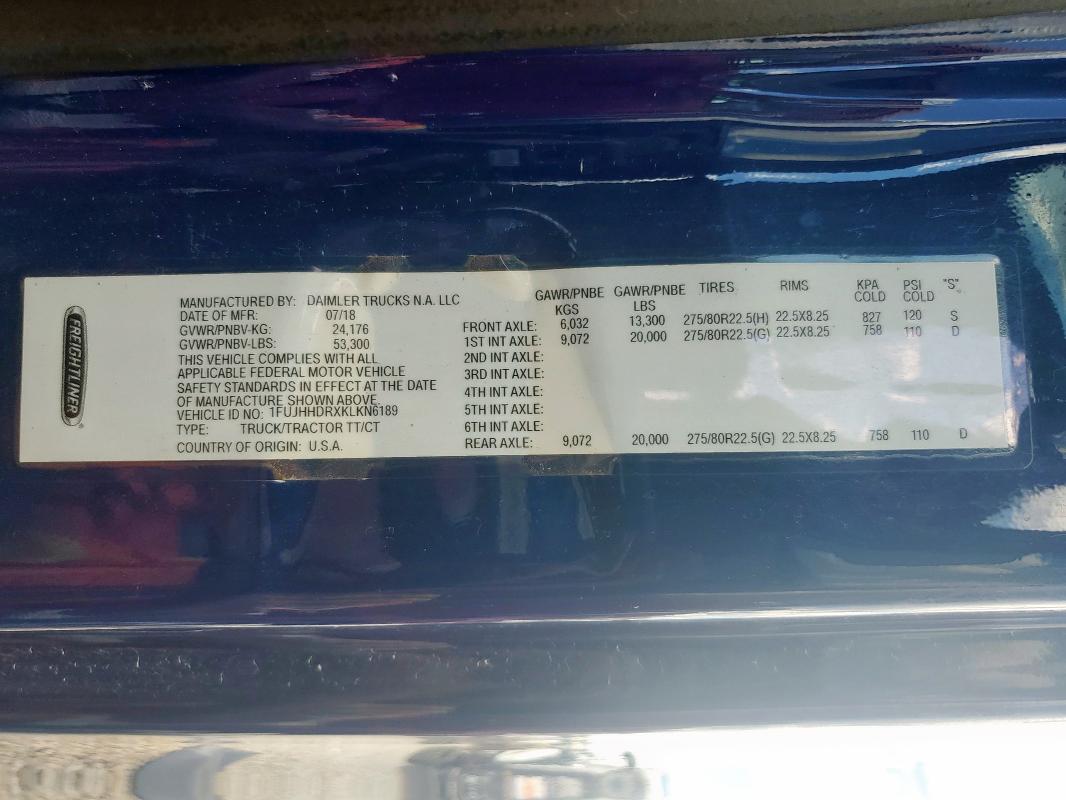 FREIGHTLINER
MANUFACTURED BY: DAIMLER TRUCKS N.A. LLC
DATE OF MFR: 07/18
GVWR/PNBV-KG: 24,176
GVWR/PNBV-LBS: 53,300
THIS VEHICLE COMPLIES WITH ALL
APPLICABLE FEDERAL MOTOR VEHICLE
SAFETY STANDARDS IN EFFECT AT THE DATE
OF MANUFACTURE SHOWN ABOVE.
VEHICLE ID NO: 1FUJHHDRXKLKN6189
TYPE: TRUCK/TRACTOR TT/CT
COUNTRY OF ORIGIN: U.S.A.
GAWR/PNBE GAWR/PNBE TIRES RIMS KPA PSI "S"
KGS LBS COLD COLD
FRONT AXLE: 6,032 13,300 275/80R22.5(H) 22.5X8.25 827 120 S
1ST INT AXLE: 9,072 20,000 275/80R22.5(G) 22.5X8.25 758 110 D
2ND INT AXLE:
3RD INT AXLE:
4TH INT AXLE:
5TH INT AXLE:
6TH INT AXLE:
REAR AXLE: 9,072 20,000 275/80R22.5(G) 22.5X8.25 758 110 D